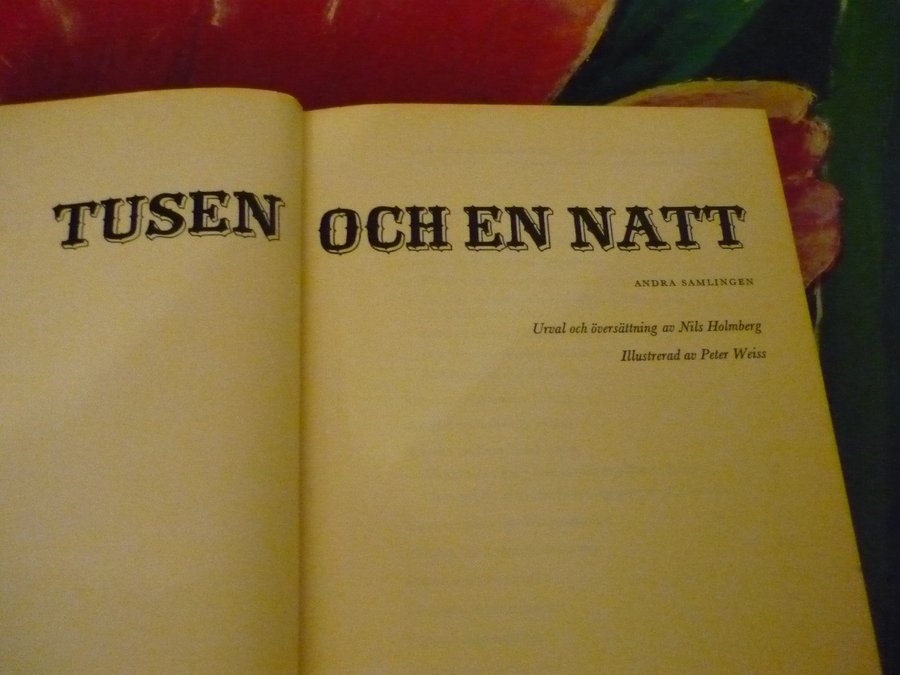 TUSEN OCH EN NATT
ANDRA SAMLINGEN
Urval och översättning av Nils Holmberg
Illustrerad av Peter Weiss